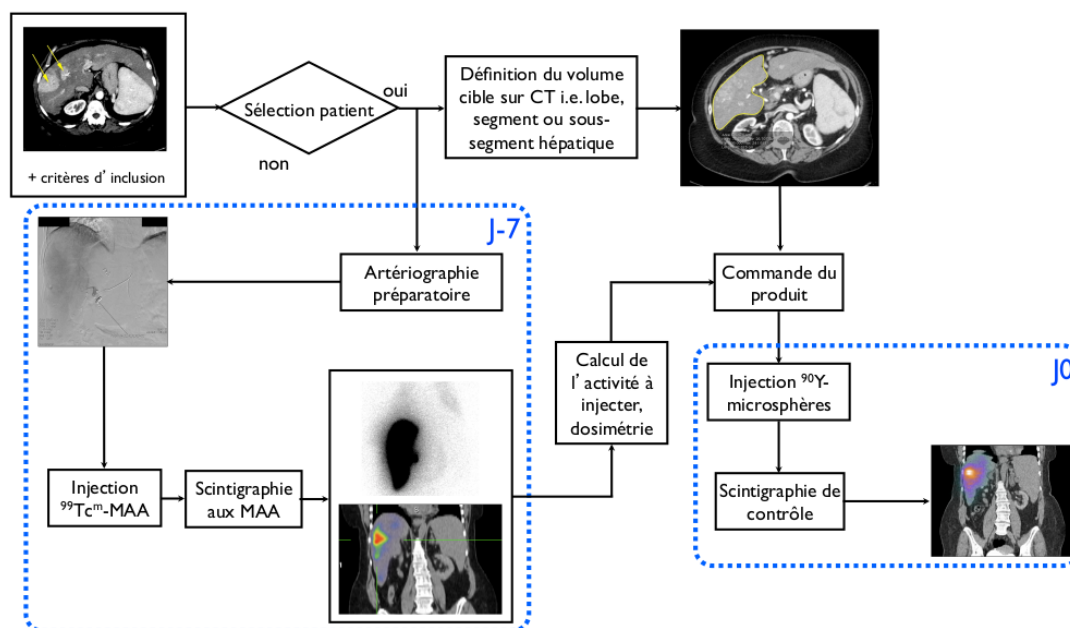 + critères d'inclusion
Sélection patient
oui
non
Définition du volume
cible sur CT i.e. lobe,
segment ou sous-
segment hépatique
J-7
Artériographie
préparatoire
Injection
⁹⁹Tcᵐ-MAA
Scintigraphie
aux MAA
Calcul de
l'activité à
injecter,
dosimétrie
Commande du
produit
J0
Injection ⁹⁰Y-
microsphères
Scintigraphie de
contrôle